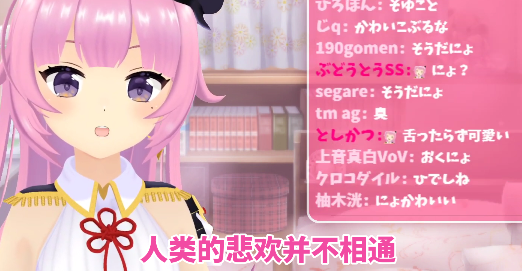 ひろぽん: そゆこと
じq: かわいこぶるな
190gomen: そうだにょ
ぶどうとうSS: にょ？
segare: そうだにょ
tm ag: 臭
としかつ: 舌ったらず可愛い
上音真白VoV: おくにょ
クロコダイル: ひでしね
柚木洸: にょかわいい
人类的悲欢并不相通